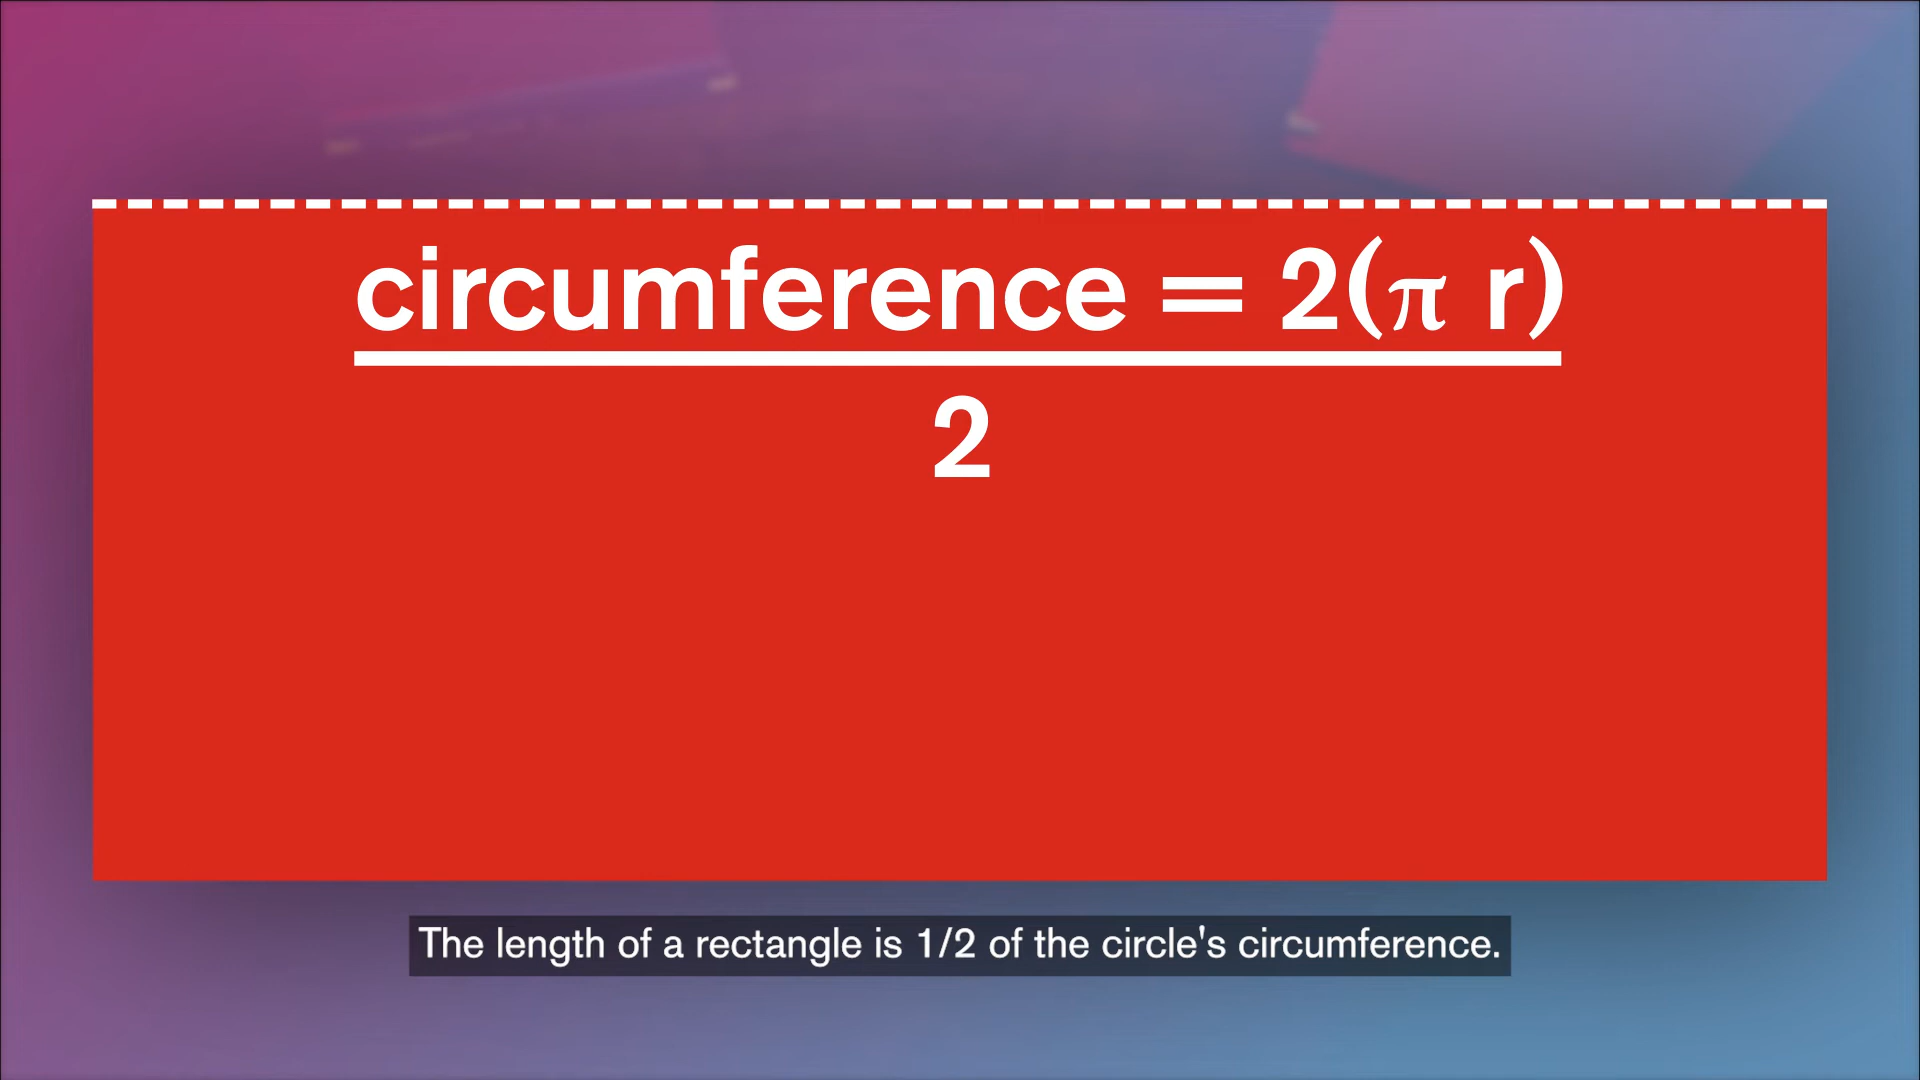 circumference = 2(π r)
2
The length of a rectangle is 1/2 of the circle's circumference.